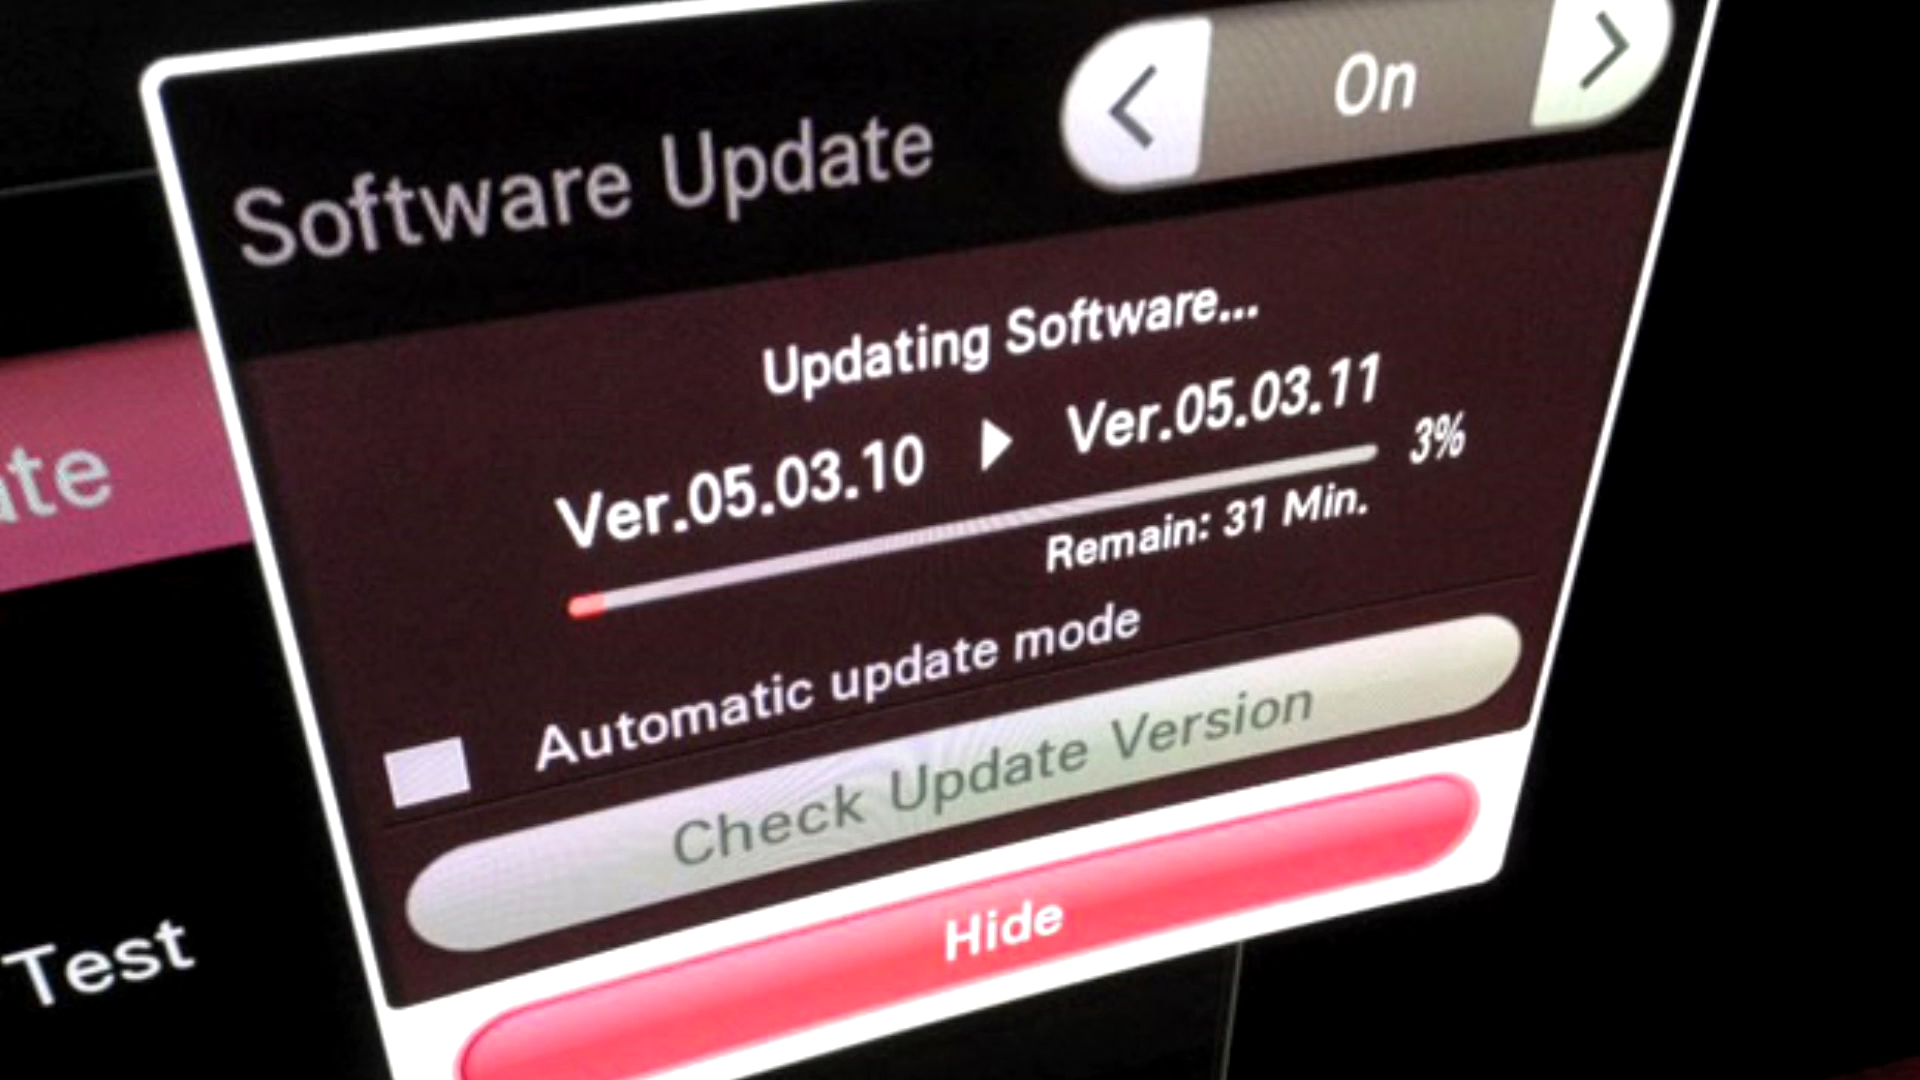 Software Update
On
Updating Software...
Ver.05.03.10 ▶ Ver.05.03.11
3%
Remain: 31 Min.
Automatic update mode
Check Update Version
Hide
Test